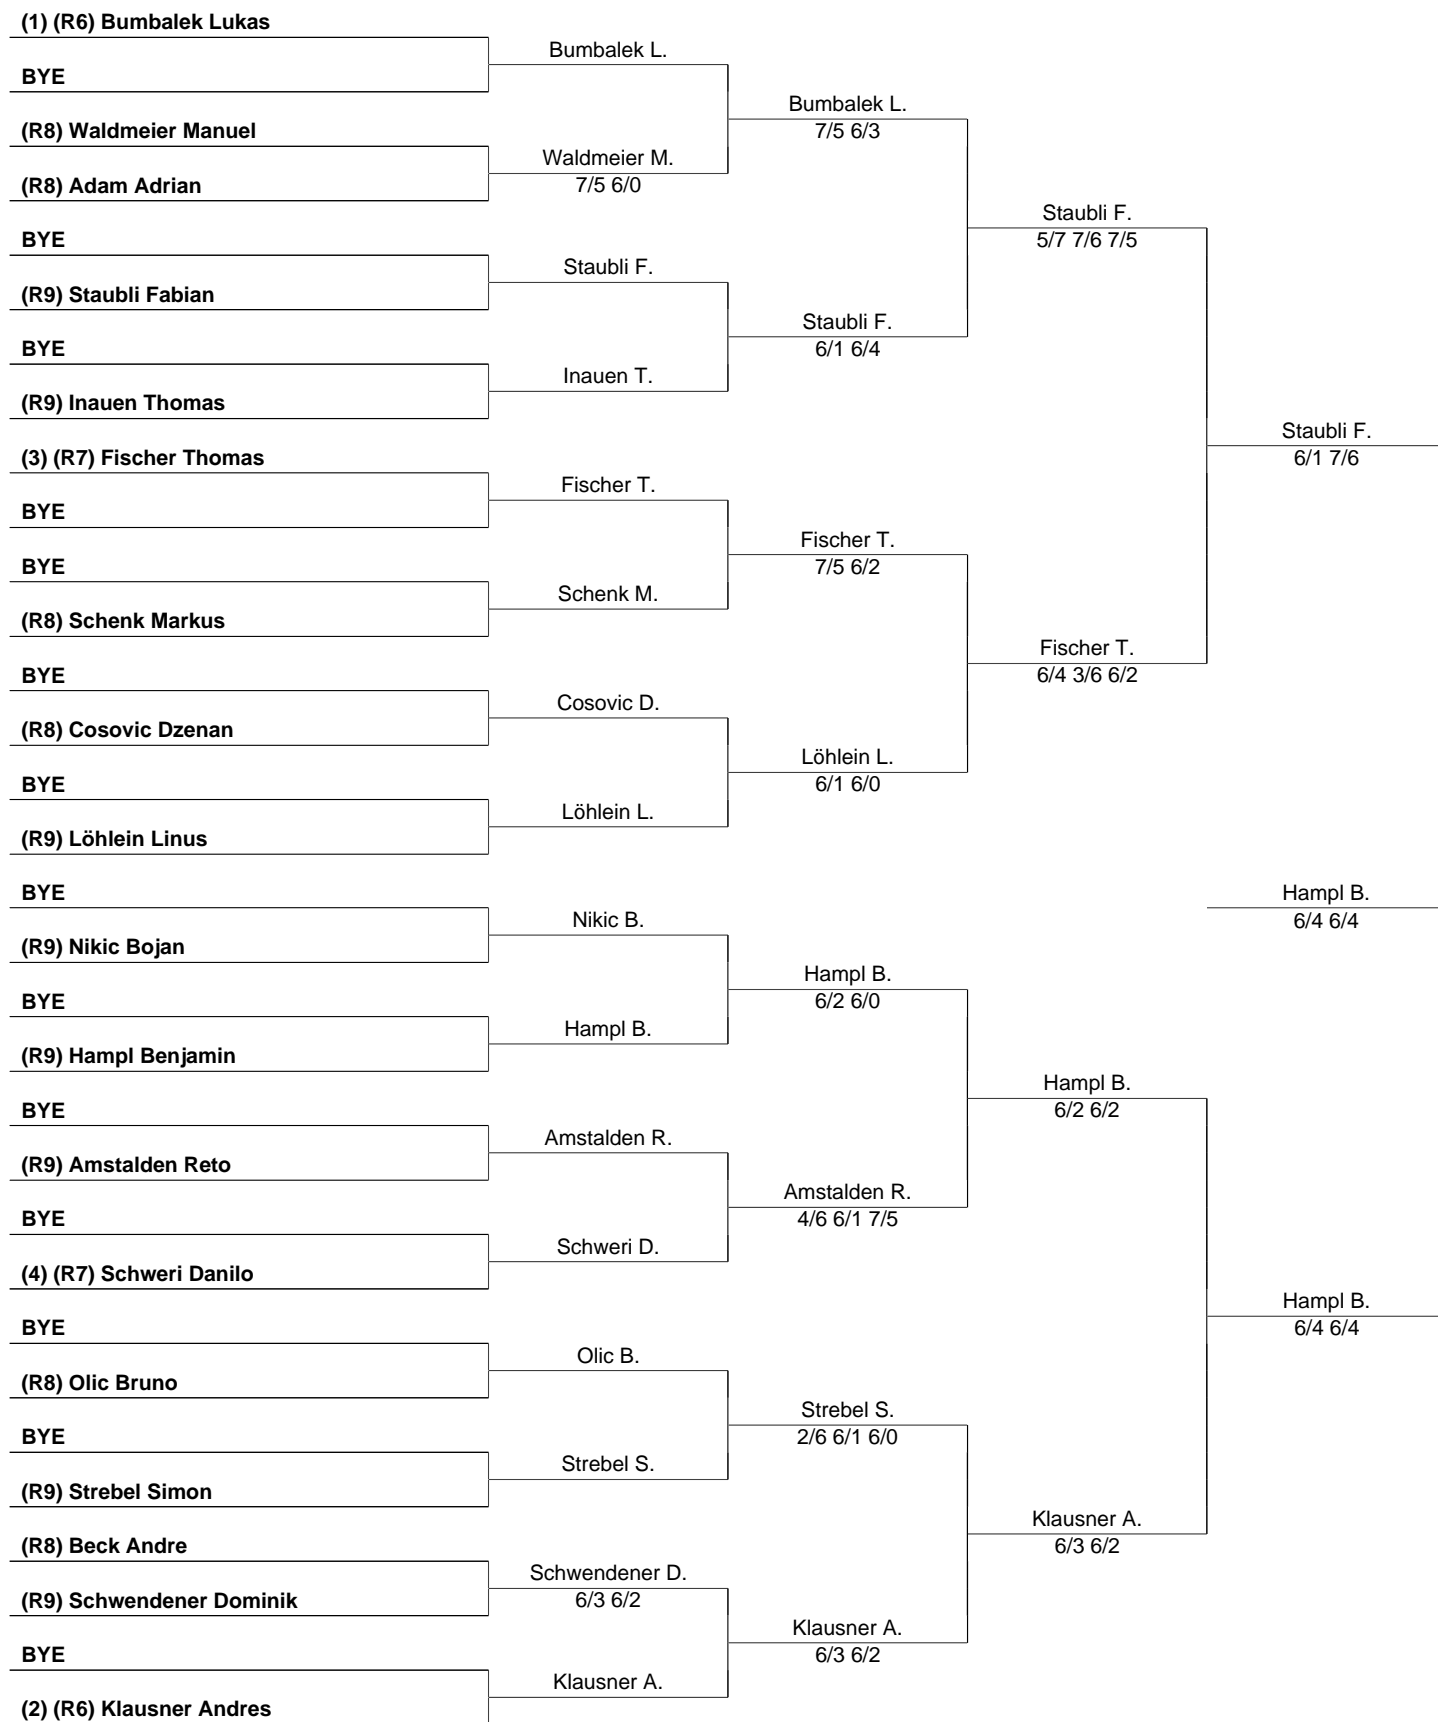 (1) (R6) Bumbalek Lukas
Bumbalek L.
BYE
Bumbalek L.
7/5 6/3
(R8) Waldmeier Manuel
Waldmeier M.
7/5 6/0
(R8) Adam Adrian
Staubli F.
5/7 7/6 7/5
BYE
Staubli F.
(R9) Staubli Fabian
Staubli F.
6/1 6/4
BYE
Inauen T.
(R9) Inauen Thomas
Staubli F.
6/1 7/6
(3) (R7) Fischer Thomas
Fischer T.
BYE
Fischer T.
7/5 6/2
BYE
Schenk M.
(R8) Schenk Markus
Fischer T.
6/4 3/6 6/2
BYE
Cosovic D.
(R8) Cosovic Dzenan
Löhlein L.
6/1 6/0
BYE
Löhlein L.
(R9) Löhlein Linus
BYE
Hampl B.
6/4 6/4
Nikic B.
(R9) Nikic Bojan
Hampl B.
6/2 6/0
BYE
Hampl B.
(R9) Hampl Benjamin
Hampl B.
6/2 6/2
BYE
Amstalden R.
(R9) Amstalden Reto
Amstalden R.
4/6 6/1 7/5
BYE
Schweri D.
(4) (R7) Schweri Danilo
Hampl B.
6/4 6/4
BYE
Olic B.
(R8) Olic Bruno
Strebel S.
2/6 6/1 6/0
BYE
Strebel S.
(R9) Strebel Simon
Klausner A.
6/3 6/2
(R8) Beck Andre
Schwendener D.
6/3 6/2
(R9) Schwendener Dominik
Klausner A.
6/3 6/2
BYE
Klausner A.
(2) (R6) Klausner Andres